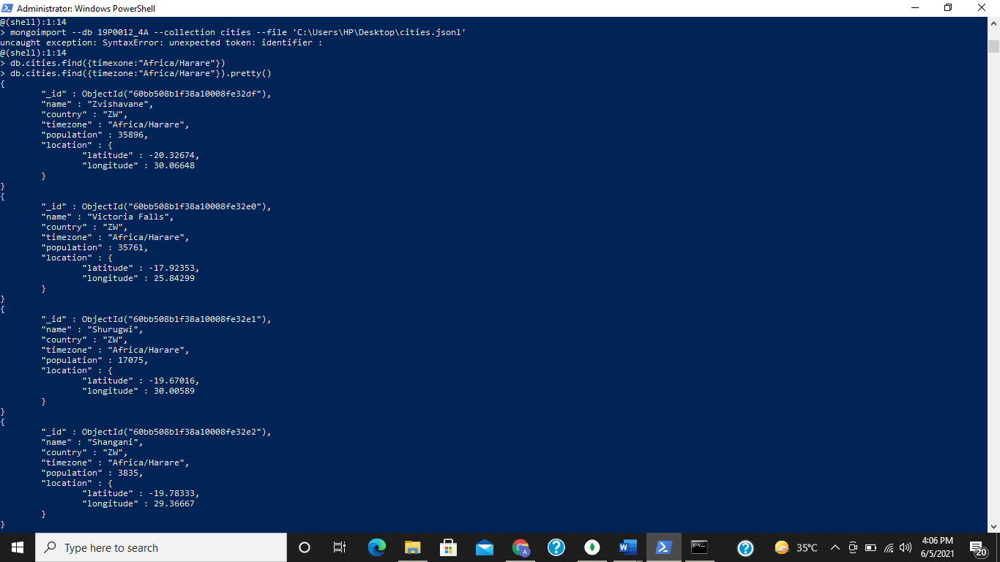 Administrator: Windows PowerShell
@(shell):1:14
> mongoimport --db 19P0012_4A --collection cities --file 'C:\Users\HP\Desktop\cities.jsonl'
uncaught exception: SyntaxError: unexpected token: identifier :
@(shell):1:14
> db.cities.find({timexone:"Africa/Harare"})
> db.cities.find({timezone:"Africa/Harare"}).pretty()
{
"_id" : ObjectId("60bb508b1f38a10008fe32df"),
"name" : "Zvishavane",
"country" : "ZW",
"timezone" : "Africa/Harare",
"population" : 35896,
"location" : {
"latitude" : -20.32674,
"longitude" : 30.06648
}
}
{
"_id" : ObjectId("60bb508b1f38a10008fe32e0"),
"name" : "Victoria Falls",
"country" : "ZW",
"timezone" : "Africa/Harare",
"population" : 35761,
"location" : {
"latitude" : -17.92353,
"longitude" : 25.84299
}
}
{
"_id" : ObjectId("60bb508b1f38a10008fe32e1"),
"name" : "Shurugwi",
"country" : "ZW",
"timezone" : "Africa/Harare",
"population" : 17075,
"location" : {
"latitude" : -19.67016,
"longitude" : 30.00589
}
}
{
"_id" : ObjectId("60bb508b1f38a10008fe32e2"),
"name" : "Shangani",
"country" : "ZW",
"timezone" : "Africa/Harare",
"population" : 3835,
"location" : {
"latitude" : -19.78333,
"longitude" : 29.36667
}
}
Type here to search
35°C
4:06 PM
6/5/2021
20